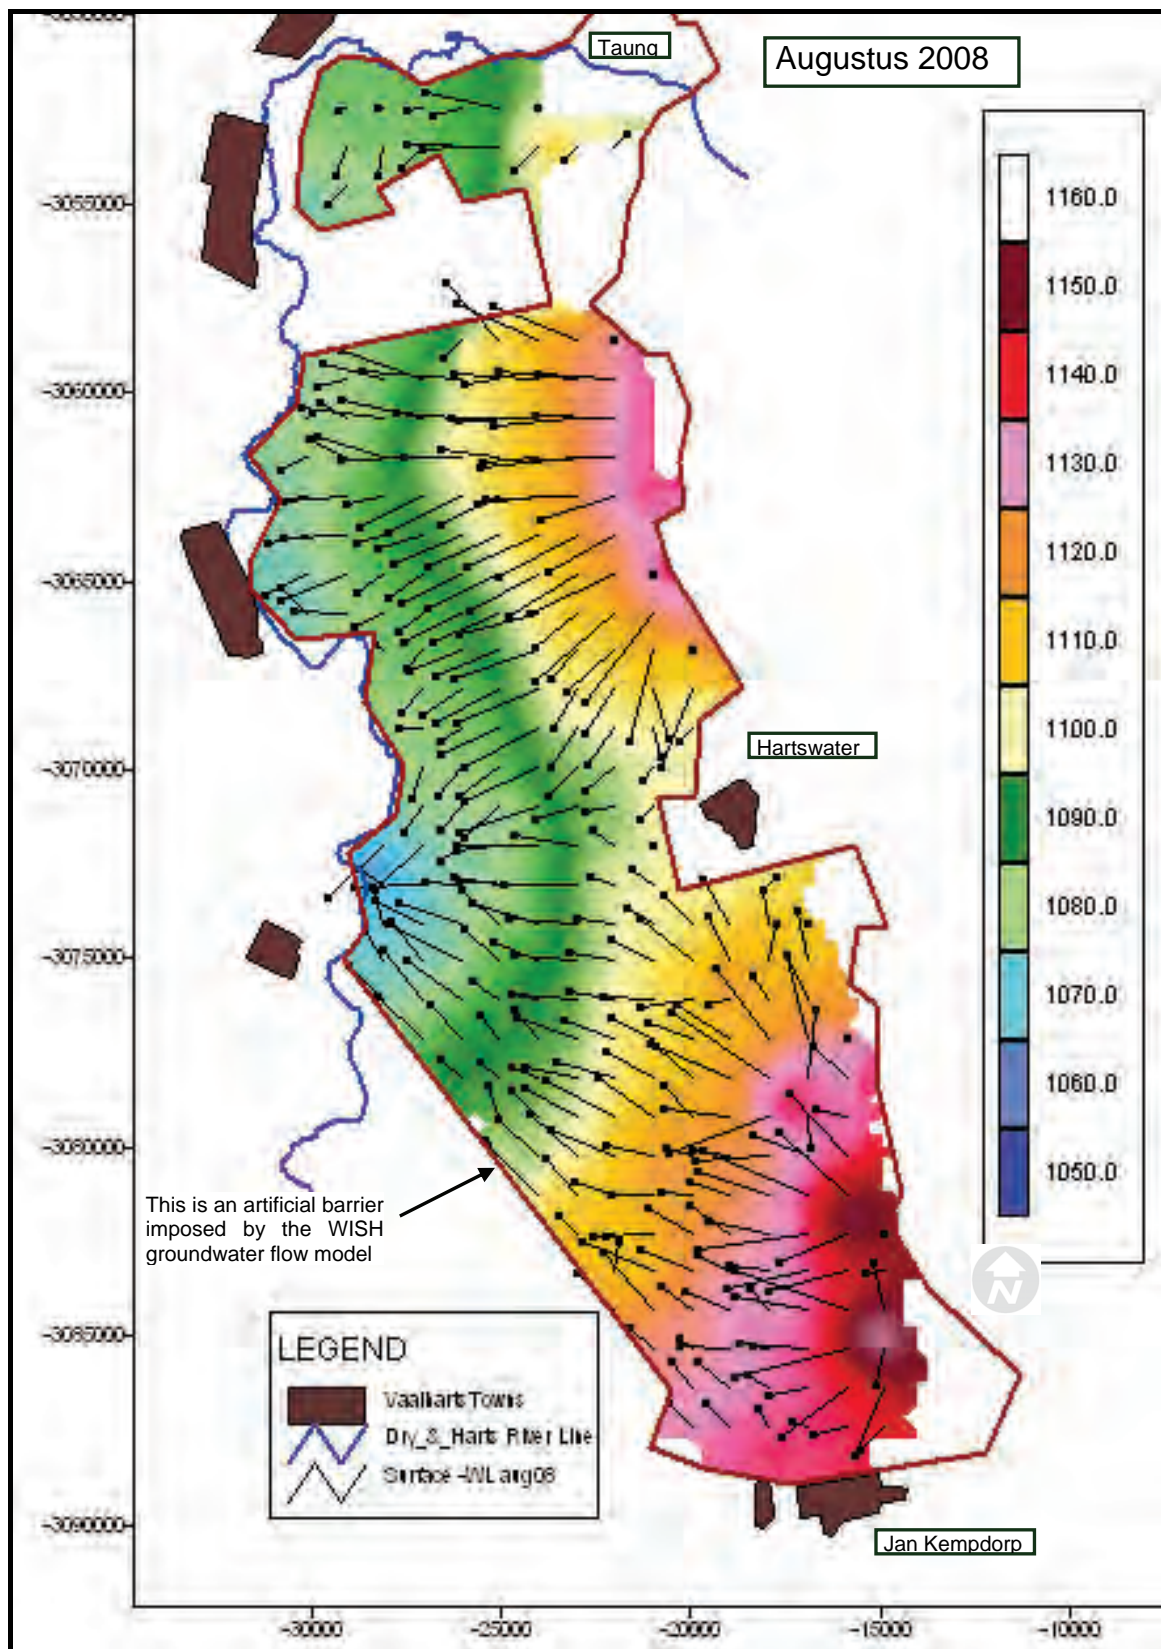 Taung
Augustus 2008
-3055000
-3060000
-3065000
-3070000
-3075000
-3080000
-3085000
-3090000
1160.0
1150.0
1140.0
1130.0
1120.0
1110.0
1100.0
1090.0
1080.0
1070.0
1060.0
1050.0
Hartswater
This is an artificial barrier
imposed by the WISH
groundwater flow model
N
LEGEND
Vaalharts Towns
Dry_&_Harts River Line
Surface -WL aug08
Jan Kempdorp
-30000
-25000
-20000
-15000
-10000